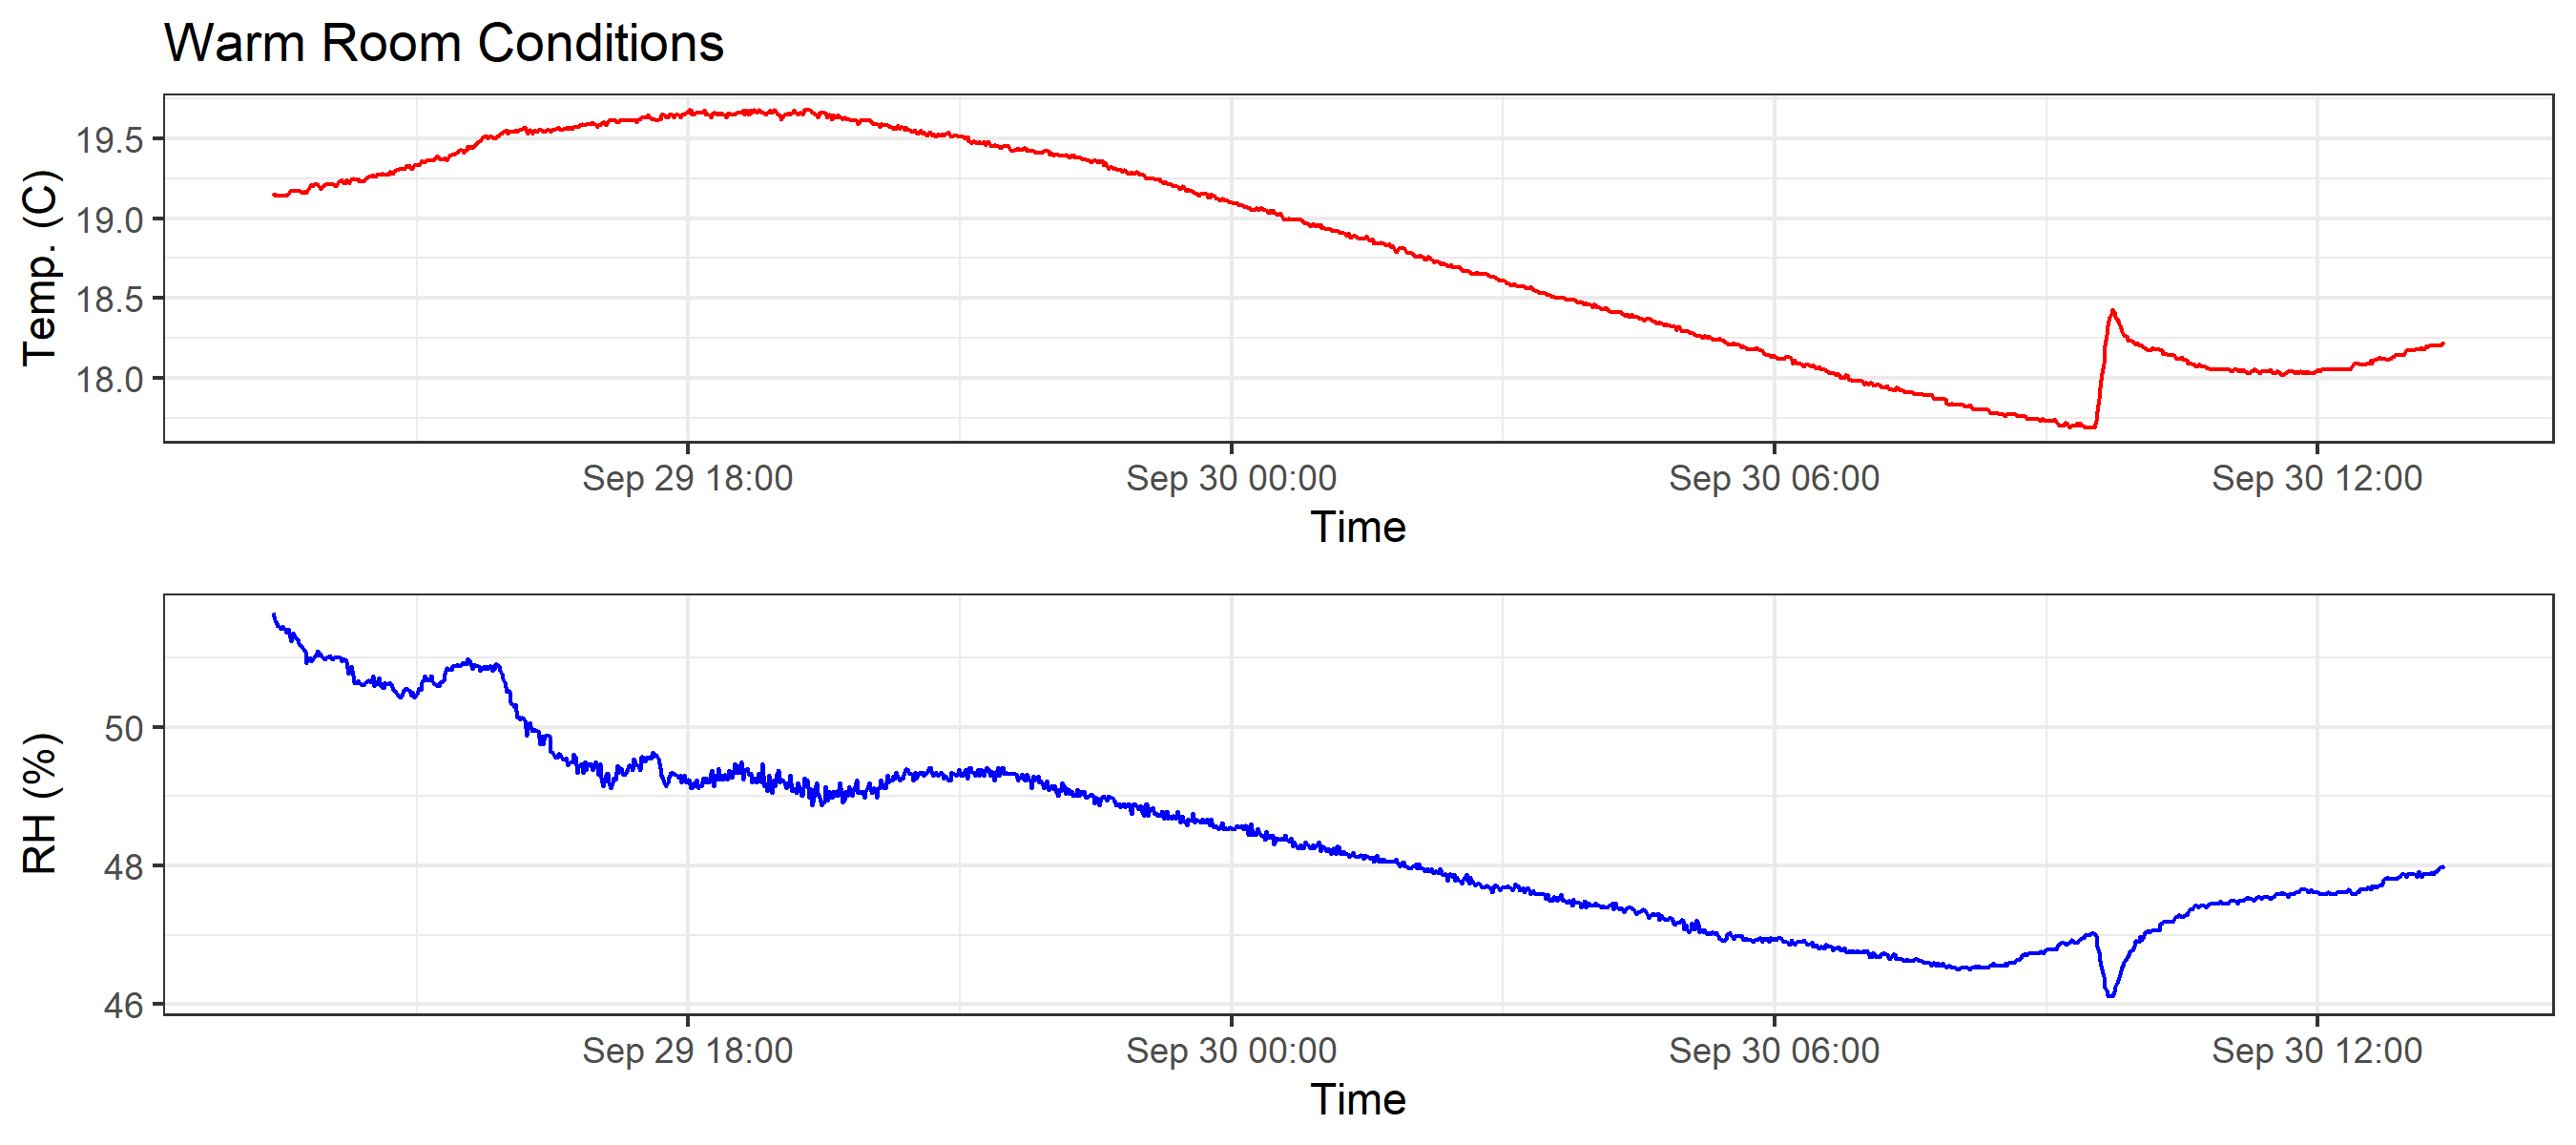 Warm Room Conditions
Temp. (C)
19.5
19.0
18.5
18.0
Sep 29 18:00 Sep 30 00:00 Sep 30 06:00 Sep 30 12:00
Time
RH (%)
50
48
46
Sep 29 18:00 Sep 30 00:00 Sep 30 06:00 Sep 30 12:00
Time